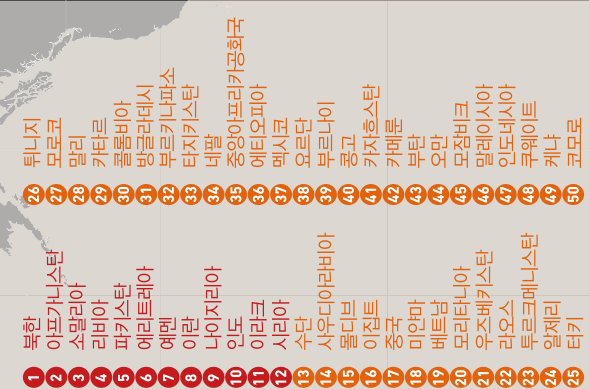 1 북한
2 아프가니스탄
3 소말리아
4 리비아
5 파키스탄
6 에리트레아
7 예멘
8 이란
9 나이지리아
10 인도
11 이라크
12 시리아
13 수단
14 사우디아라비아
15 몰디브
16 이집트
17 중국
18 미얀마
19 베트남
20 모리타니아
21 우즈베키스탄
22 라오스
23 투르크메니스탄
24 알제리
25 터키
26 튀니지
27 모로코
28 말리
29 카타르
30 콜롬비아
31 방글라데시
32 부르키나파소
33 타지키스탄
34 네팔
35 중앙아프리카공화국
36 에티오피아
37 멕시코
38 요르단
39 부르나이
40 콩고
41 카자흐스탄
42 카메룬
43 부탄
44 오만
45 모잠비크
46 말레이시아
47 인도네시아
48 쿠웨이트
49 케냐
50 코모로